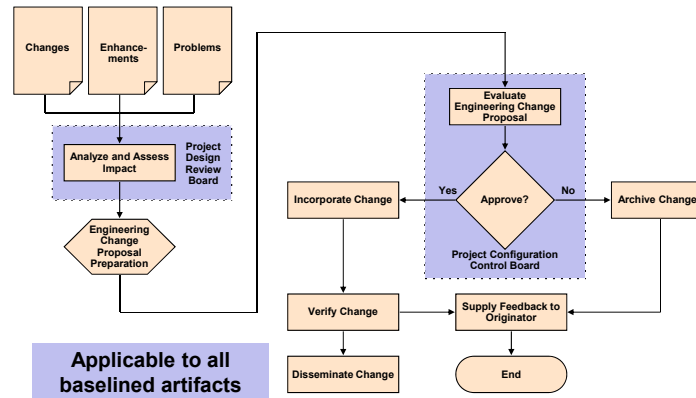 Changes
Enhance-
ments
Problems
Analyze and Assess
Impact
Project
Design
Review
Board
Engineering
Change
Proposal
Preparation
Evaluate
Engineering Change
Proposal
Yes
Approve?
No
Incorporate Change
Archive Change
Project Configuration
Control Board
Verify Change
Supply Feedback to
Originator
Disseminate Change
End
Applicable to all
baselined artifacts